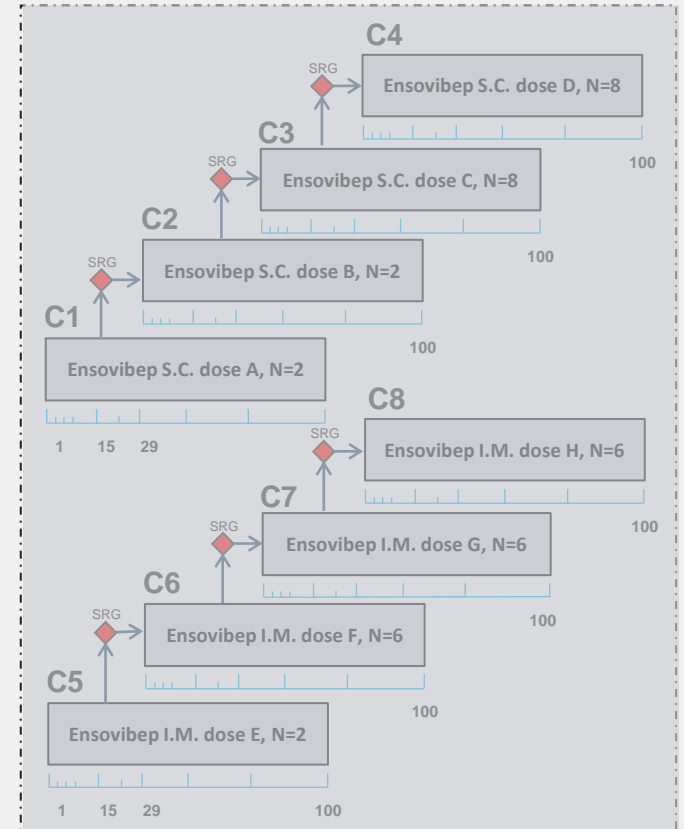 C4
SRG
Ensovibep S.C. dose D, N=8
C3
100
SRG
Ensovibep S.C. dose C, N=8
C2
100
SRG
Ensovibep S.C. dose B, N=2
C1
100
Ensovibep S.C. dose A, N=2
C8
1 15 29
SRG
Ensovibep I.M. dose H, N=6
C7
100
SRG
Ensovibep I.M. dose G, N=6
C6
100
SRG
Ensovibep I.M. dose F, N=6
C5
100
Ensovibep I.M. dose E, N=2
1 15 29 100